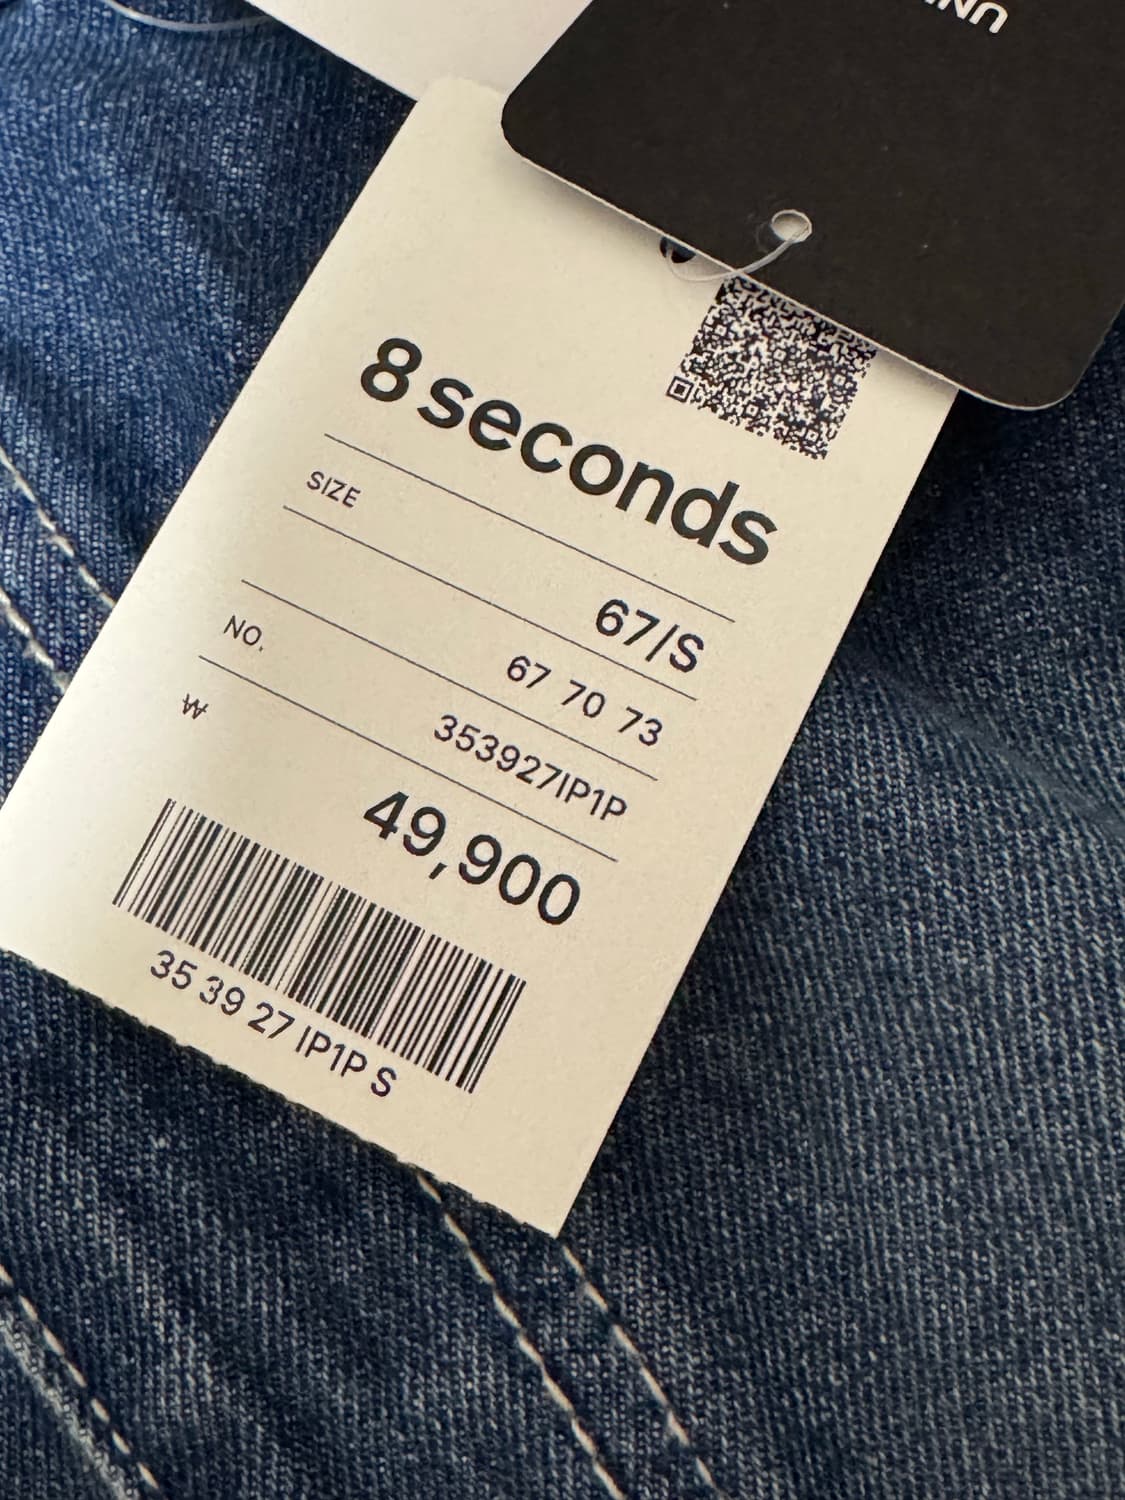 8 seconds
SIZE
67/S
67 70 73
NO.
353927IP1P
₩
49,900
35 39 27 IP1P S